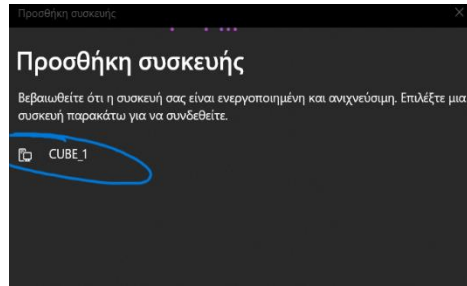 Προσθήκη συσκευής
Προσθήκη συσκευής
Βεβαιωθείτε ότι η συσκευή σας είναι ενεργοποιημένη και ανιχνεύσιμη. Επιλέξτε μια
συσκευή παρακάτω για να συνδεθείτε.
CUBE_1